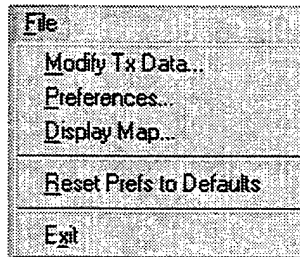 File
Modify Tx Data...
Preferences...
Display Map...
Reset Prefs to Defaults
Exit